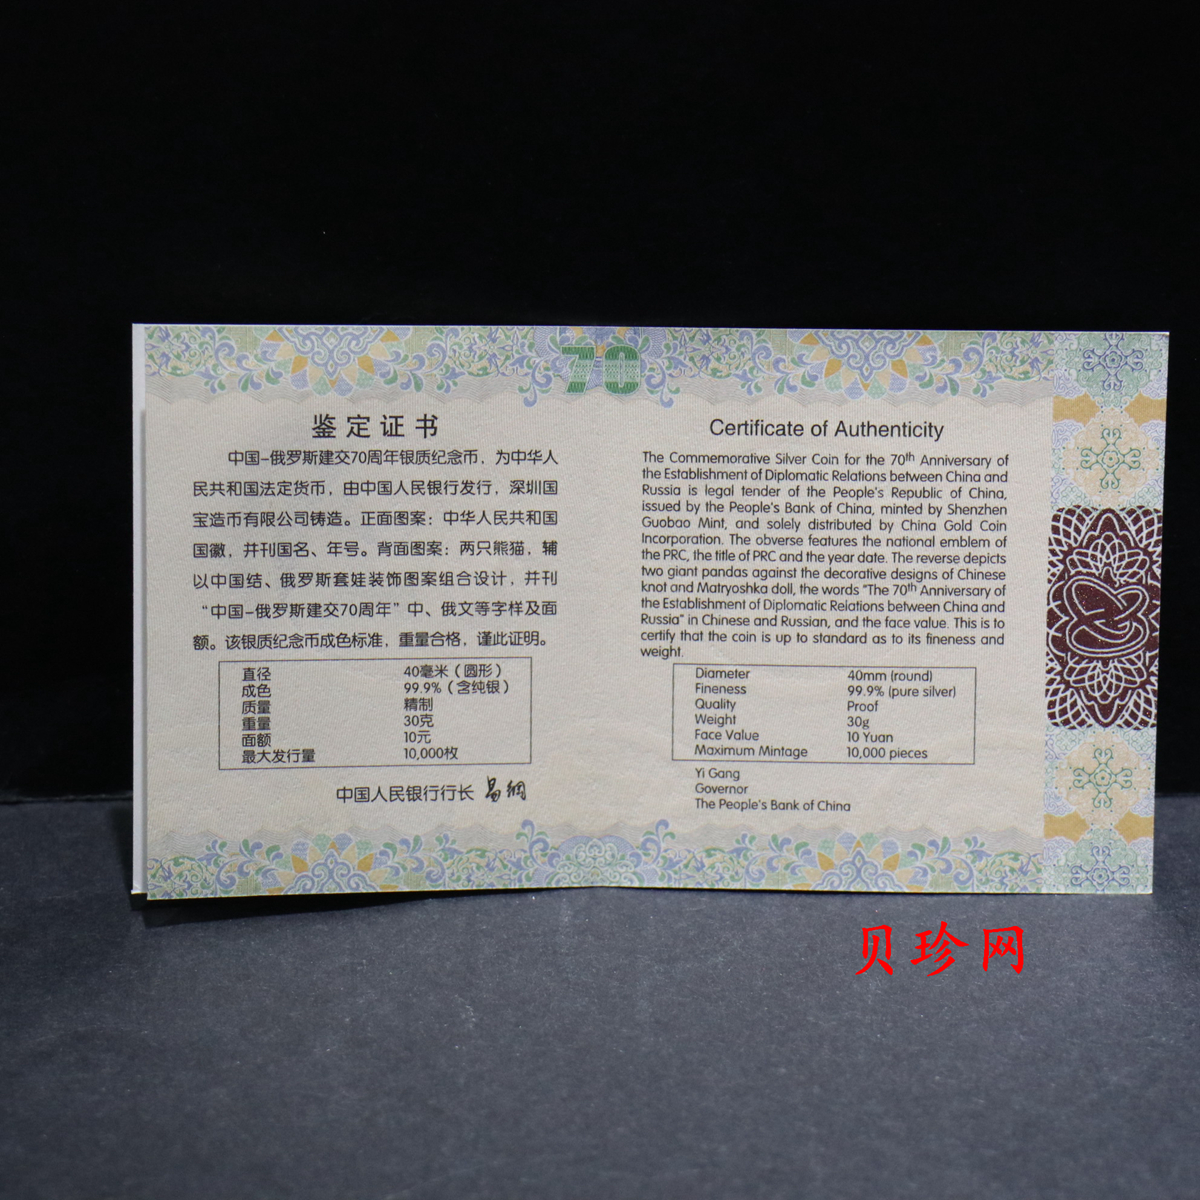 70
鉴定证书
中国-俄罗斯建交70周年银质纪念币，为中华人
民共和国法定货币，由中国人民银行发行，深圳国
宝造币有限公司铸造。正面图案：中华人民共和国
国徽，并刊国名、年号。背面图案：两只熊猫，辅
以中国结、俄罗斯套娃装饰图案组合设计，并刊
“中国-俄罗斯建交70周年”中、俄文等字样及面
额。该银质纪念币成色标准，重量合格，谨此证明。
直径 40毫米（圆形）
成色 99.9%（含纯银）
质量 精制
重量 30克
面额 10元
最大发行量 10,000枚
中国人民银行行长 易纲
Certificate of Authenticity
The Commemorative Silver Coin for the 70th Anniversary of
the Establishment of Diplomatic Relations between China and
Russia is legal tender of the People's Republic of China,
issued by the People's Bank of China, minted by Shenzhen
Guobao Mint, and solely distributed by China Gold Coin
Incorporation. The obverse features the national emblem of
the PRC, the title of PRC and the year date. The reverse depicts
two giant pandas against the decorative designs of Chinese
knot and Matryoshka doll, the words "The 70th Anniversary of
the Establishment of Diplomatic Relations between China and
Russia" in Chinese and Russian, and the face value. This is to
certify that the coin is up to standard as to its fineness and
weight.
Diameter 40mm (round)
Fineness 99.9% (pure silver)
Quality Proof
Weight 30g
Face Value 10 Yuan
Maximum Mintage 10,000 pieces
Yi Gang
Governor
The People's Bank of China
贝珍网